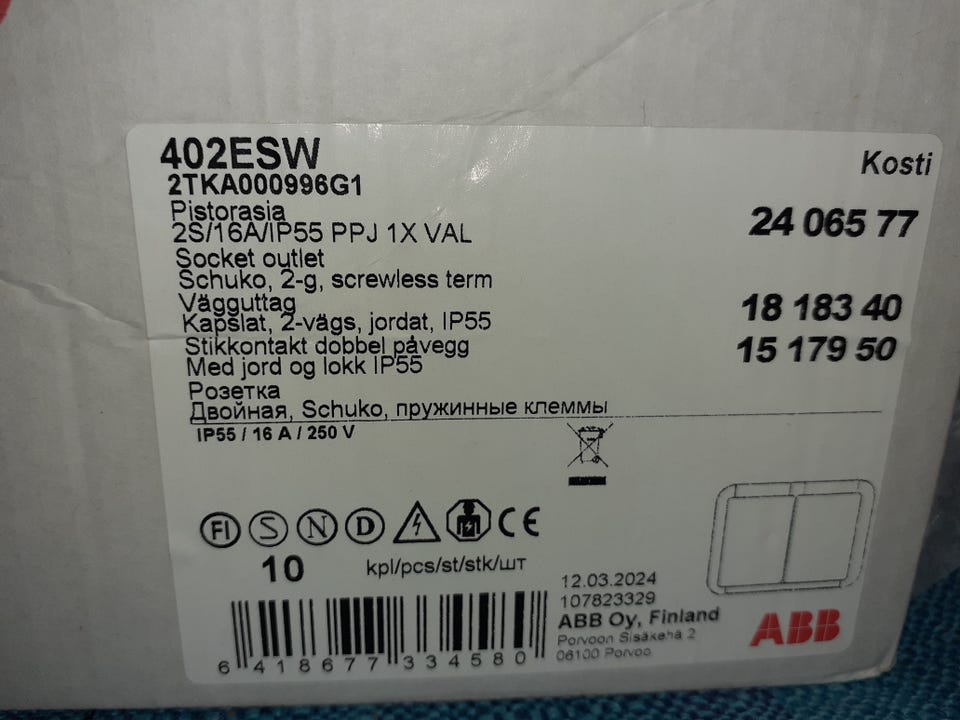 402ESW
Kosti
2TKA000996G1
Pistorasia
2S/16A/IP55 PPJ 1X VAL
24 065 77
Socket outlet
Schuko, 2-g, screwless term
Vägguttag
Kapslat, 2-vägs, jordat, IP55
18 183 40
Stikkontakt dobbel påvegg
Med jord og lokk IP55
15 179 50
Розетка
Двойная, Schuko, пружинные клеммы
IP55 / 16 A / 250 V
FI S N D CE
10 kpl/pcs/st/stk/шт
12.03.2024
107823329
ABB Oy, Finland
Porvoon Sisäkehä 2
06100 Porvoo
ABB
6 418677 334580